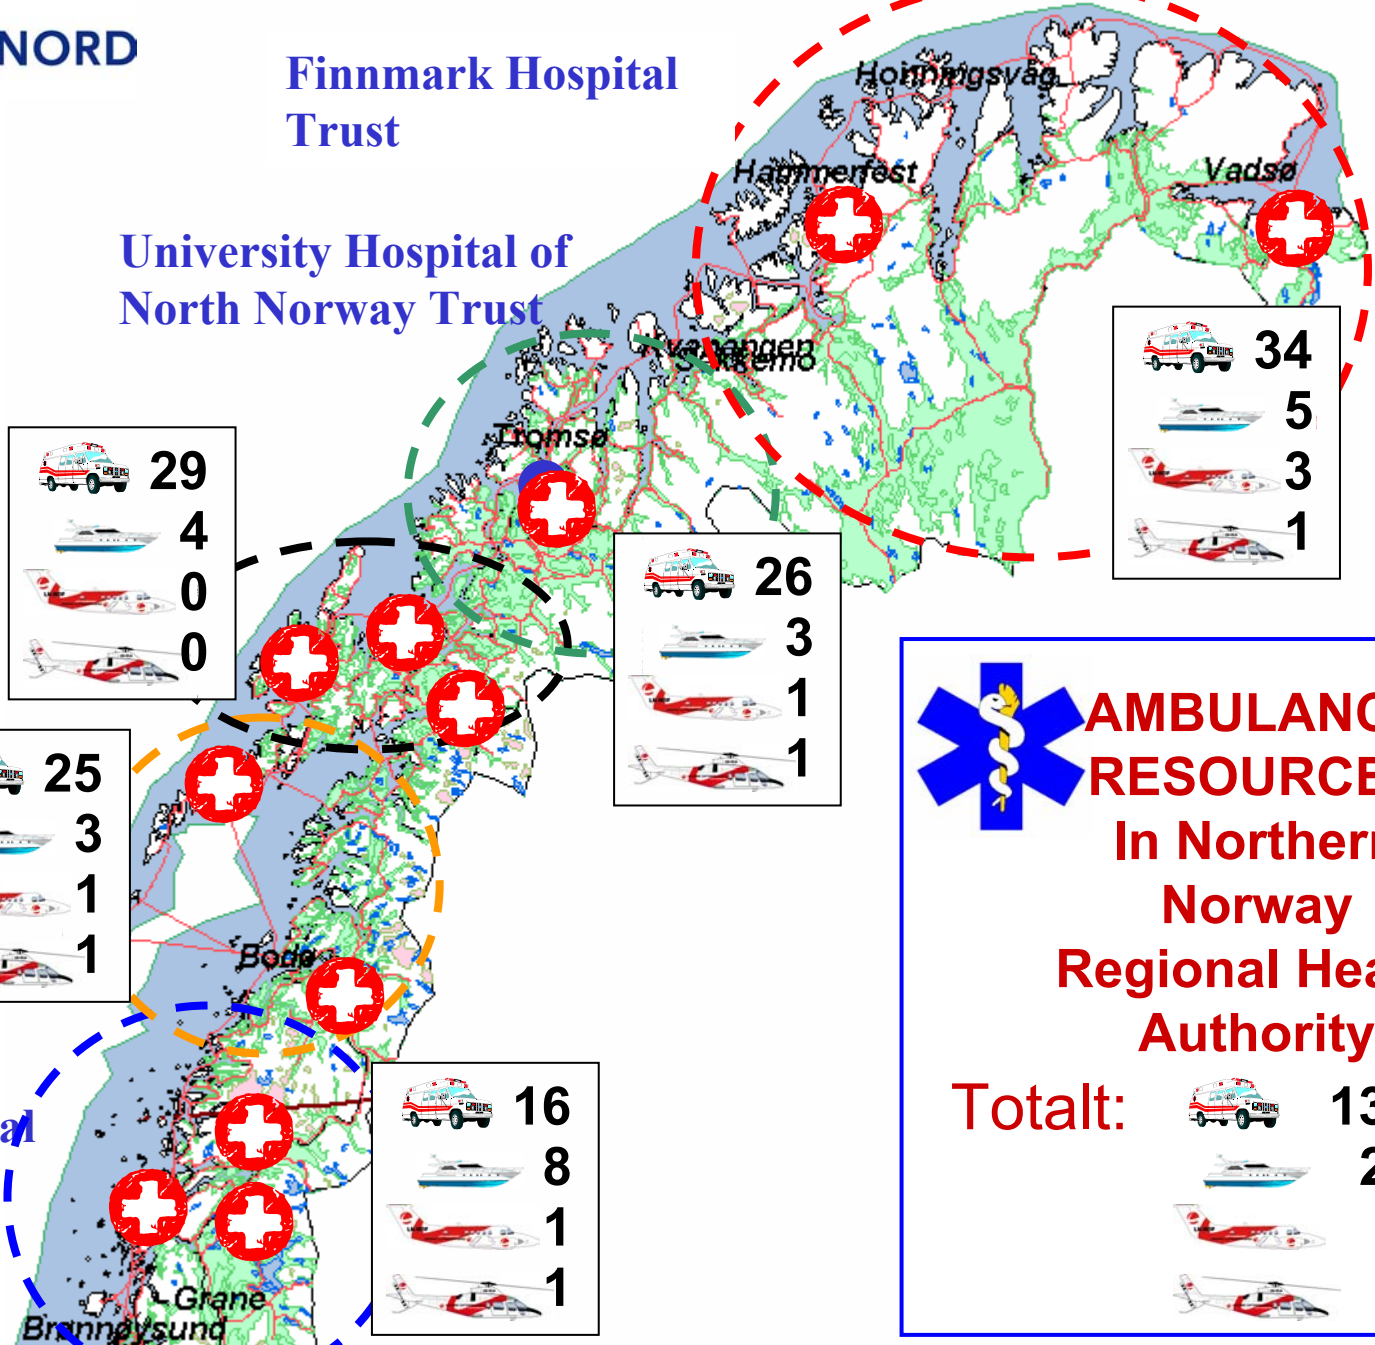 NORD
Finnmark Hospital
Trust
University Hospital of
North Norway Trust
Honningsvåg
Hammerfest
Vadsø
Kvænangen
Tromsø
34
5
3
1
29
4
0
0
26
3
1
1
25
3
1
1
Bodø
al
16
8
1
1
Grane
Brønnøysund
AMBULANC
RESOURCE
In Northern
Norway
Regional Hea
Authority
Totalt:
13
2